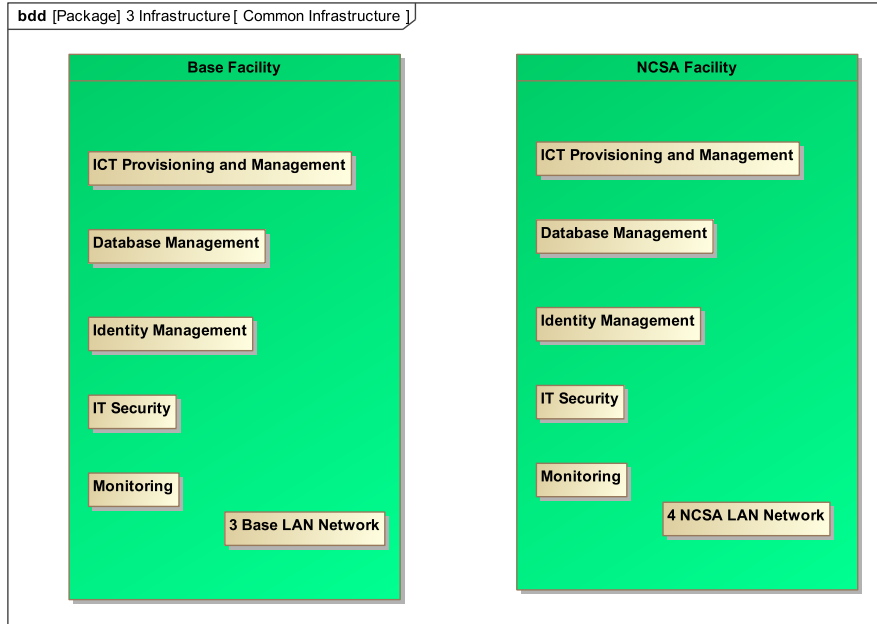 bdd [Package] 3 Infrastructure [ Common Infrastructure ]
Base Facility
ICT Provisioning and Management
Database Management
Identity Management
IT Security
Monitoring
3 Base LAN Network
NCSA Facility
ICT Provisioning and Management
Database Management
Identity Management
IT Security
Monitoring
4 NCSA LAN Network